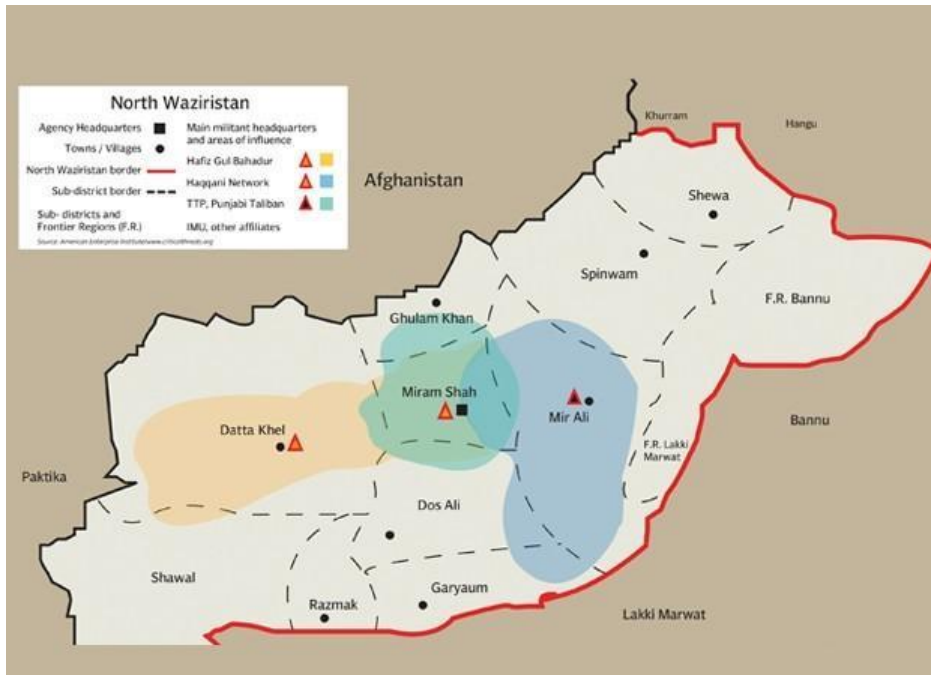 North Waziristan
Agency Headquarters
Towns / Villages
North Waziristan border
Sub-district border
Sub- districts and
Frontier Regions (F.R.)
Source: American Enterprise Institute/www.criticalthreats.org
Main militant headquarters
and areas of influence
Hafiz Gul Bahadur
Haqqani Network
TTP, Punjabi Taliban
IMU, other affiliates
Khurram
Hangu
Afghanistan
Shewa
Spinwam
F.R. Bannu
Ghulam Khan
Miram Shah
Mir Ali
Bannu
Datta Khel
F.R. Lakki
Marwat
Paktika
Dos Ali
Shawal
Garyaum
Razmak
Lakki Marwat